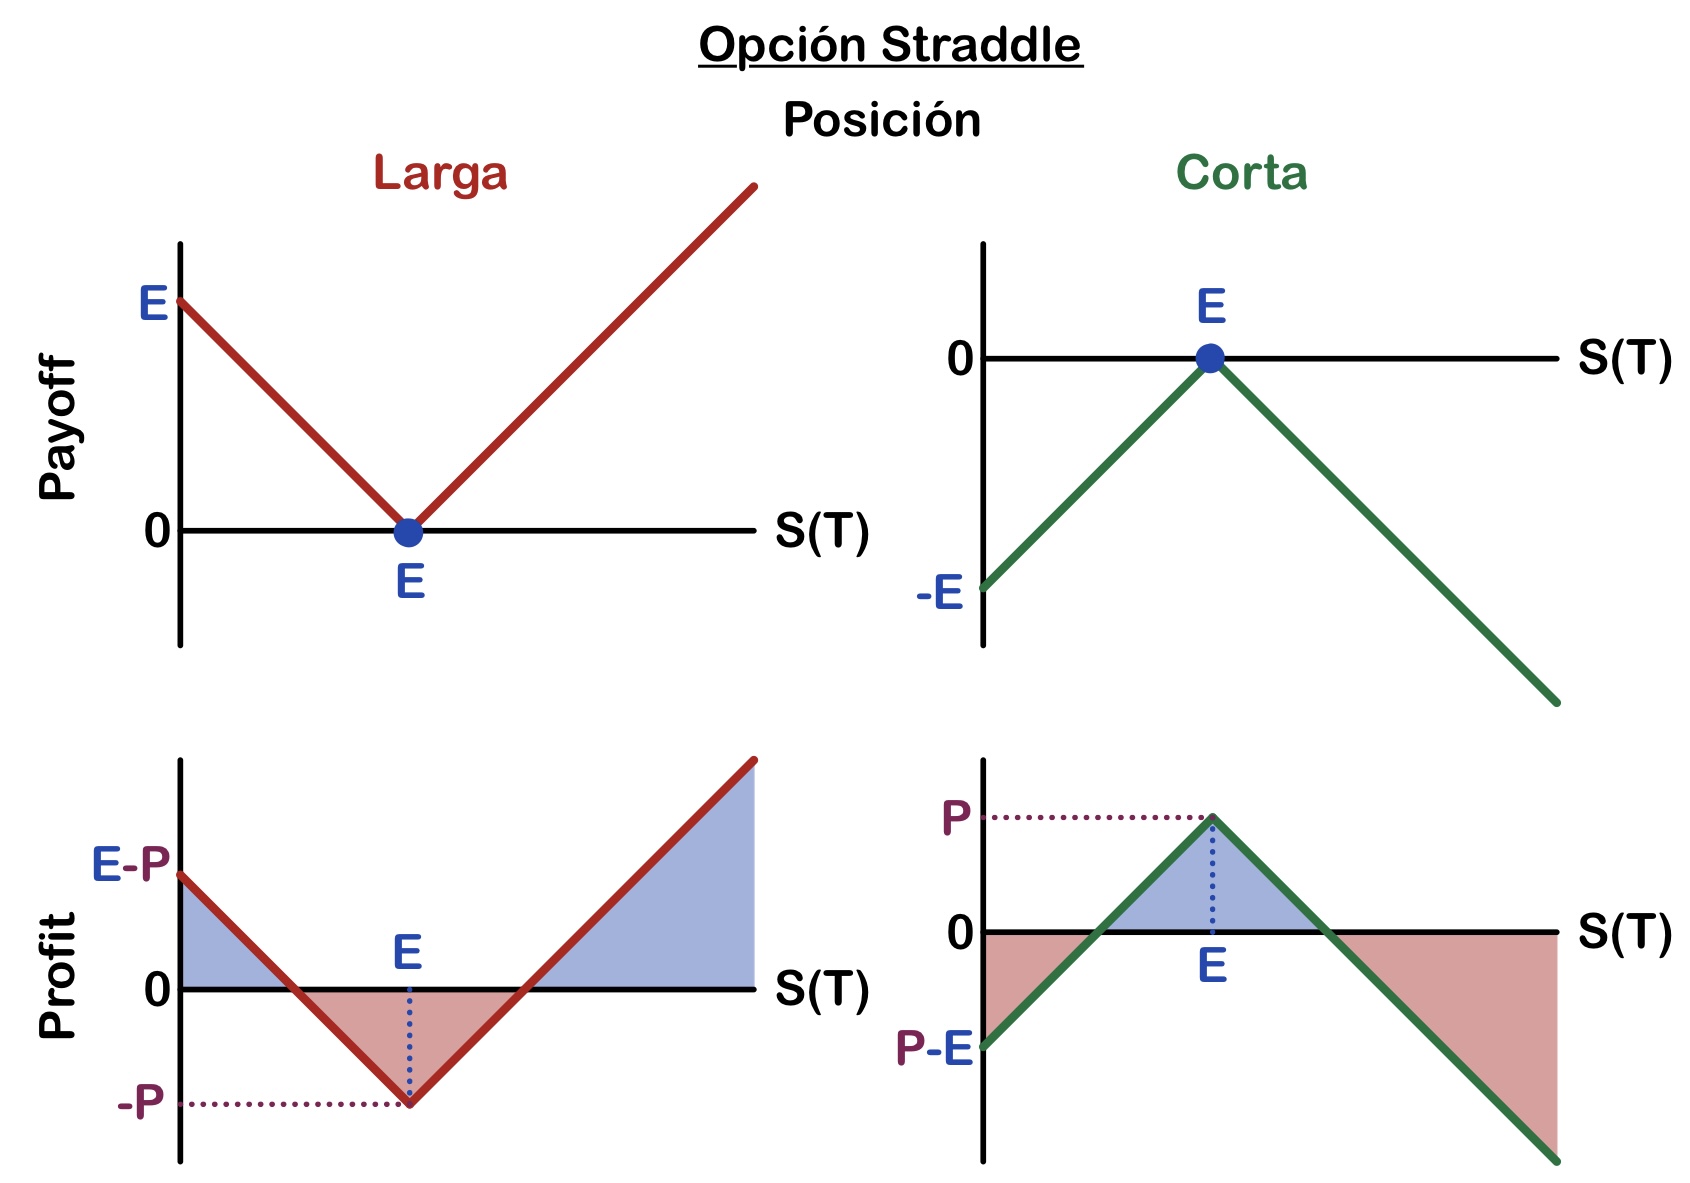 Opción Straddle
Posición
Larga
Corta
Payoff
E
0
E
S(T)
E
0
S(T)
-E
Profit
E-P
E
0
S(T)
-P
P
0
E
S(T)
P-E